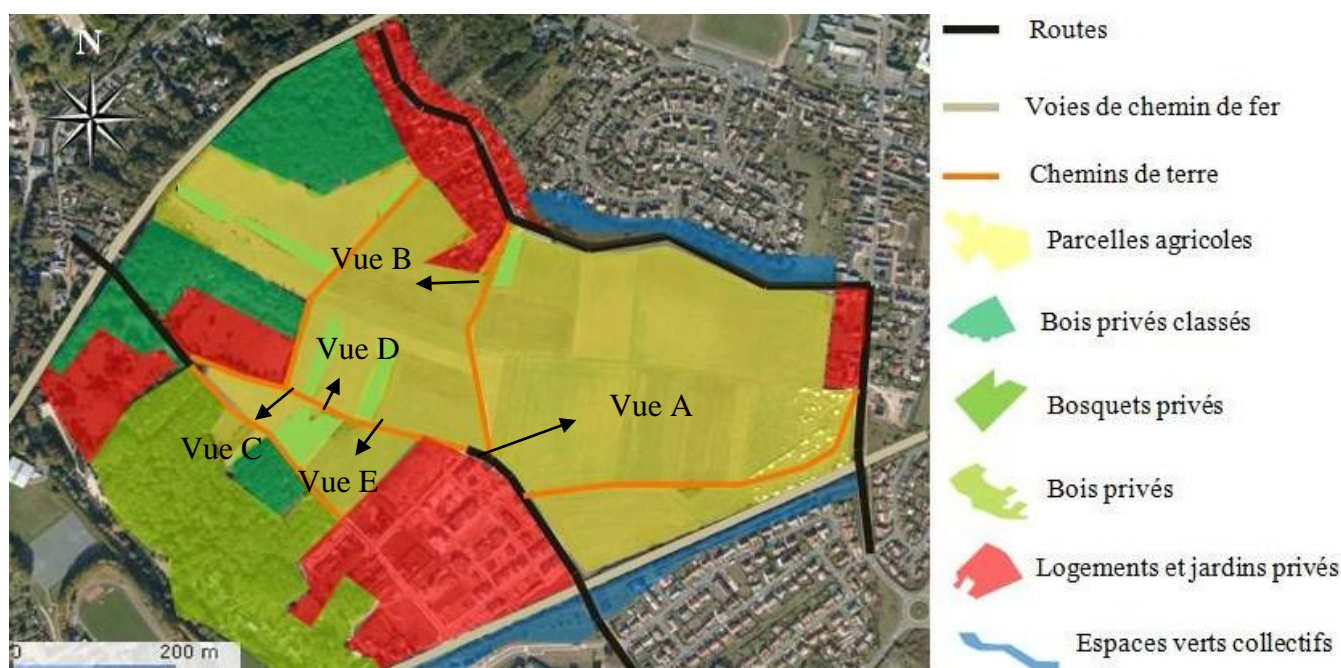 N
Vue B
Vue D
Vue A
Vue C
Vue E
0 200 m
Routes
Voies de chemin de fer
Chemins de terre
Parcelles agricoles
Bois privés classés
Bosquets privés
Bois privés
Logements et jardins privés
Espaces verts collectifs